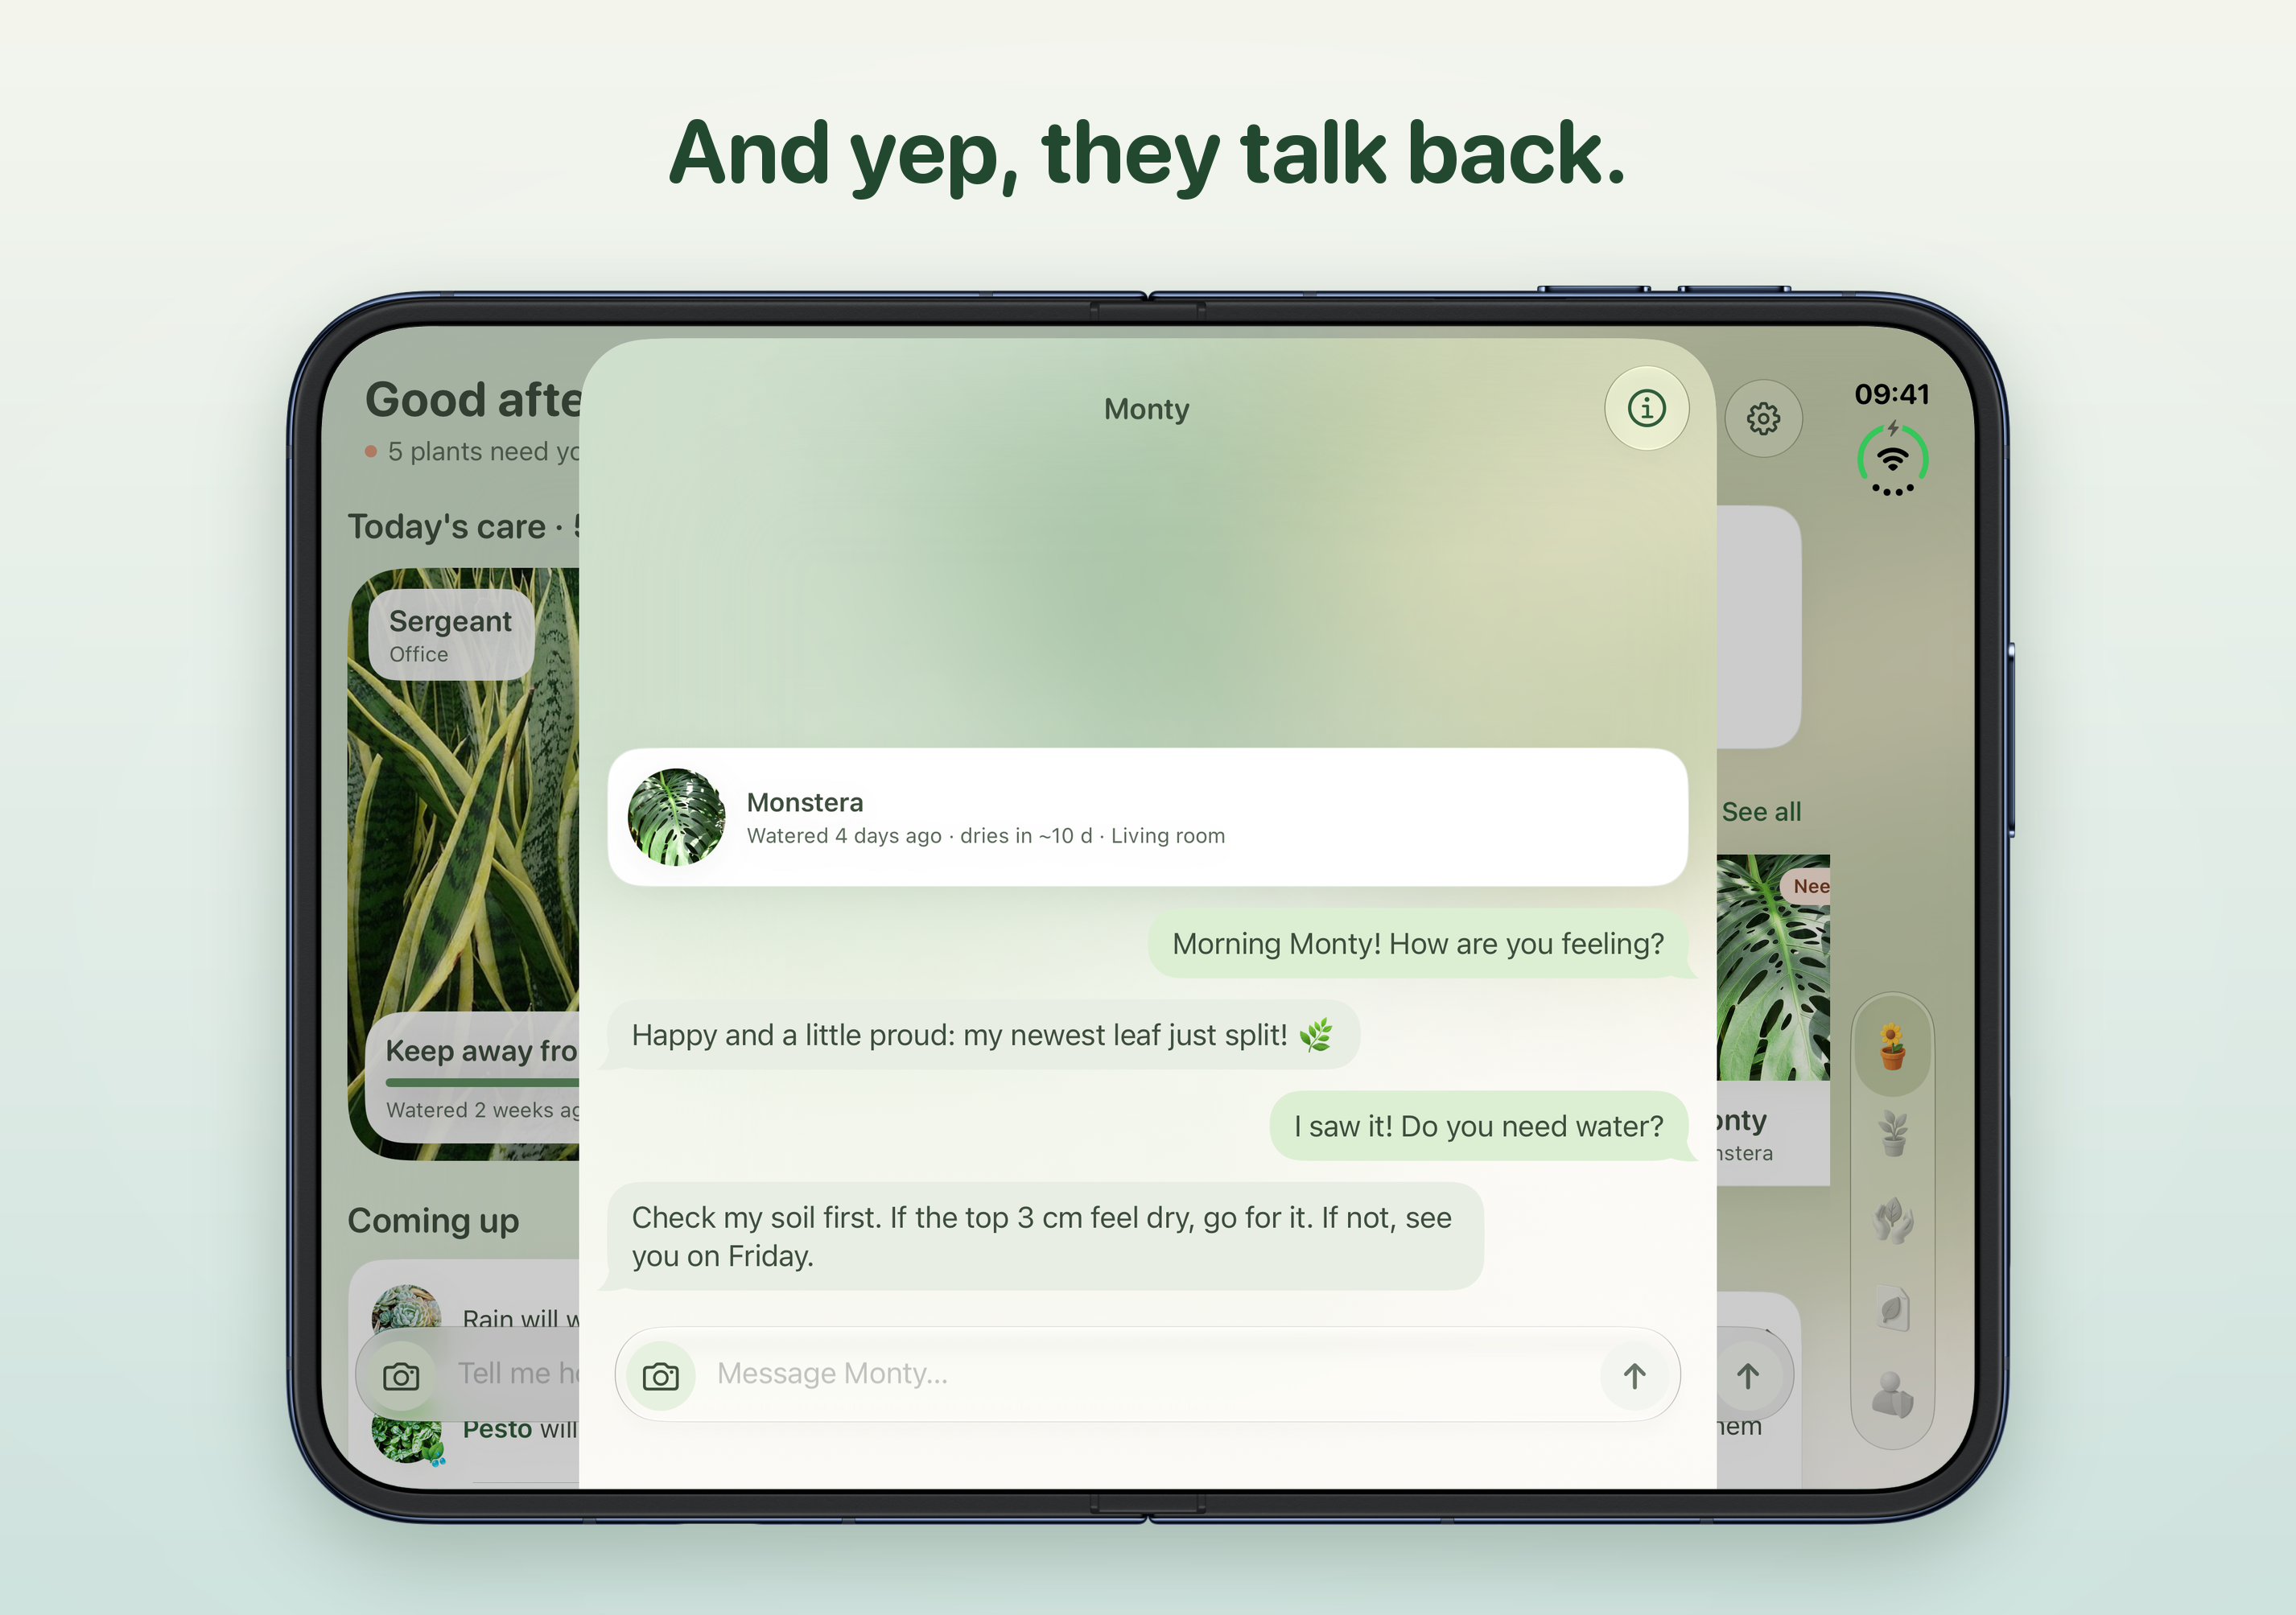 And yep, they talk back.
Good afte
5 plants need yo
Today's care · 5
Sergeant
Office
Keep away fro
Watered 2 weeks ag
Coming up
Rain will w
Tell me ho
Pesto will
Monty
Monstera
Watered 4 days ago · dries in ~10 d · Living room
Morning Monty! How are you feeling?
Happy and a little proud: my newest leaf just split! 🌿
I saw it! Do you need water?
Check my soil first. If the top 3 cm feel dry, go for it. If not, see
you on Friday.
Message Monty...
09:41
See all
Nee
onty
nstera
hem